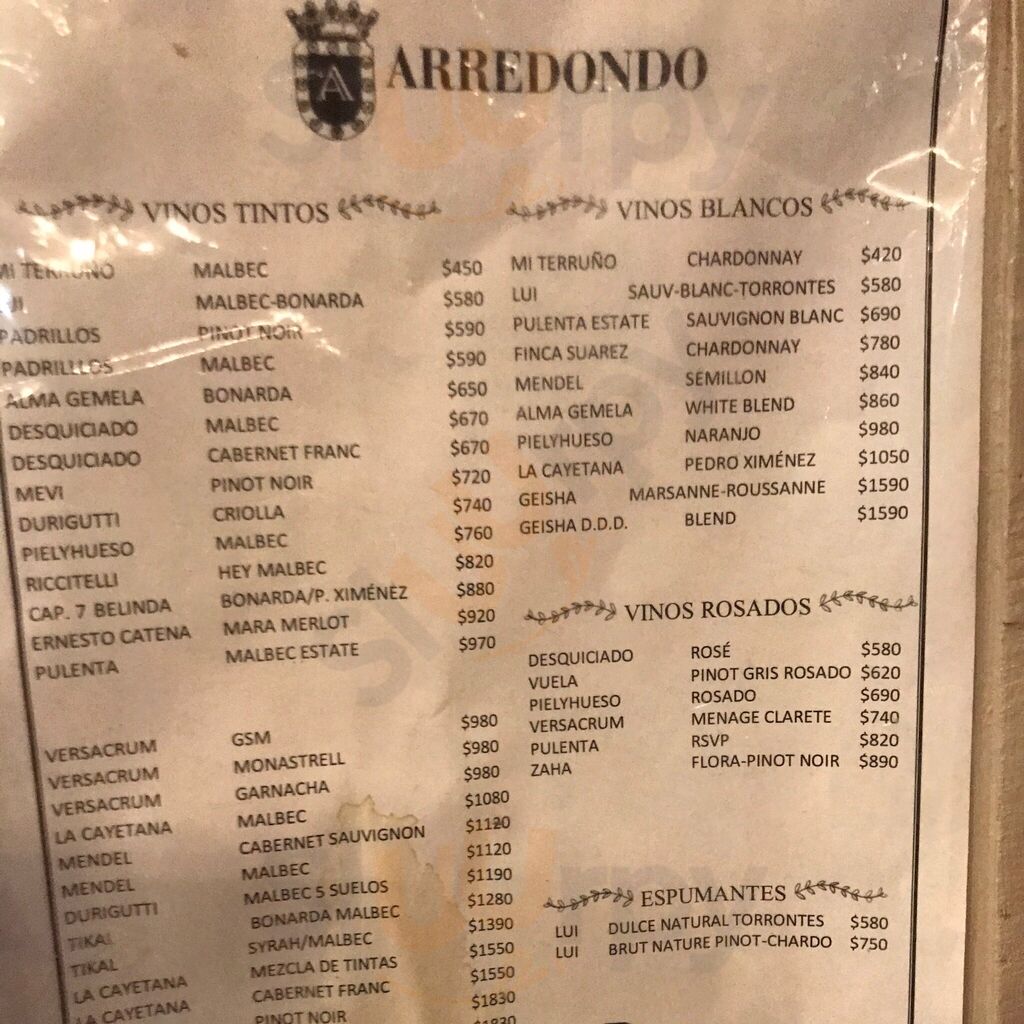 A
ARREDONDO
VINOS TINTOS
MI TERRUÑO MALBEC $450
MALBEC-BONARDA $580
PADRILLOS PINOT NOIR $590
PADRILLLOS MALBEC $590
ALMA GEMELA BONARDA $650
DESQUICIADO MALBEC $670
DESQUICIADO CABERNET FRANC $670
MEVI PINOT NOIR $720
DURIGUTTI CRIOLLA $740
PIELYHUESO MALBEC $760
RICCITELLI HEY MALBEC $820
CAP. 7 BELINDA BONARDA/P. XIMÉNEZ $880
ERNESTO CATENA MARA MERLOT $920
PULENTA MALBEC ESTATE $970
VERSACRUM GSM $980
VERSACRUM MONASTRELL $980
VERSACRUM GARNACHA $980
LA CAYETANA MALBEC $1080
MENDEL CABERNET SAUVIGNON $1120
MENDEL MALBEC $1120
DURIGUTTI MALBEC 5 SUELOS $1190
TIKAL BONARDA MALBEC $1280
TIKAL SYRAH/MALBEC $1390
LA CAYETANA MEZCLA DE TINTAS $1550
LA CAYETANA CABERNET FRANC $1550
PINOT NOIR $1830
VINOS BLANCOS
MI TERRUÑO CHARDONNAY $420
LUI SAUV-BLANC-TORRONTES $580
PULENTA ESTATE SAUVIGNON BLANC $690
FINCA SUAREZ CHARDONNAY $780
MENDEL SEMILLON $840
ALMA GEMELA WHITE BLEND $860
PIELYHUESO NARANJO $980
LA CAYETANA PEDRO XIMÉNEZ $1050
GEISHA MARSANNE-ROUSSANNE $1590
GEISHA D.D.D. BLEND $1590
VINOS ROSADOS
DESQUICIADO ROSÉ $580
VUELA PINOT GRIS ROSADO $620
PIELYHUESO ROSADO $690
VERSACRUM MENAGE CLARETE $740
PULENTA RSVP $820
ZAHA FLORA-PINOT NOIR $890
ESPUMANTES
LUI DULCE NATURAL TORRONTES $580
LUI BRUT NATURE PINOT-CHARDO $750